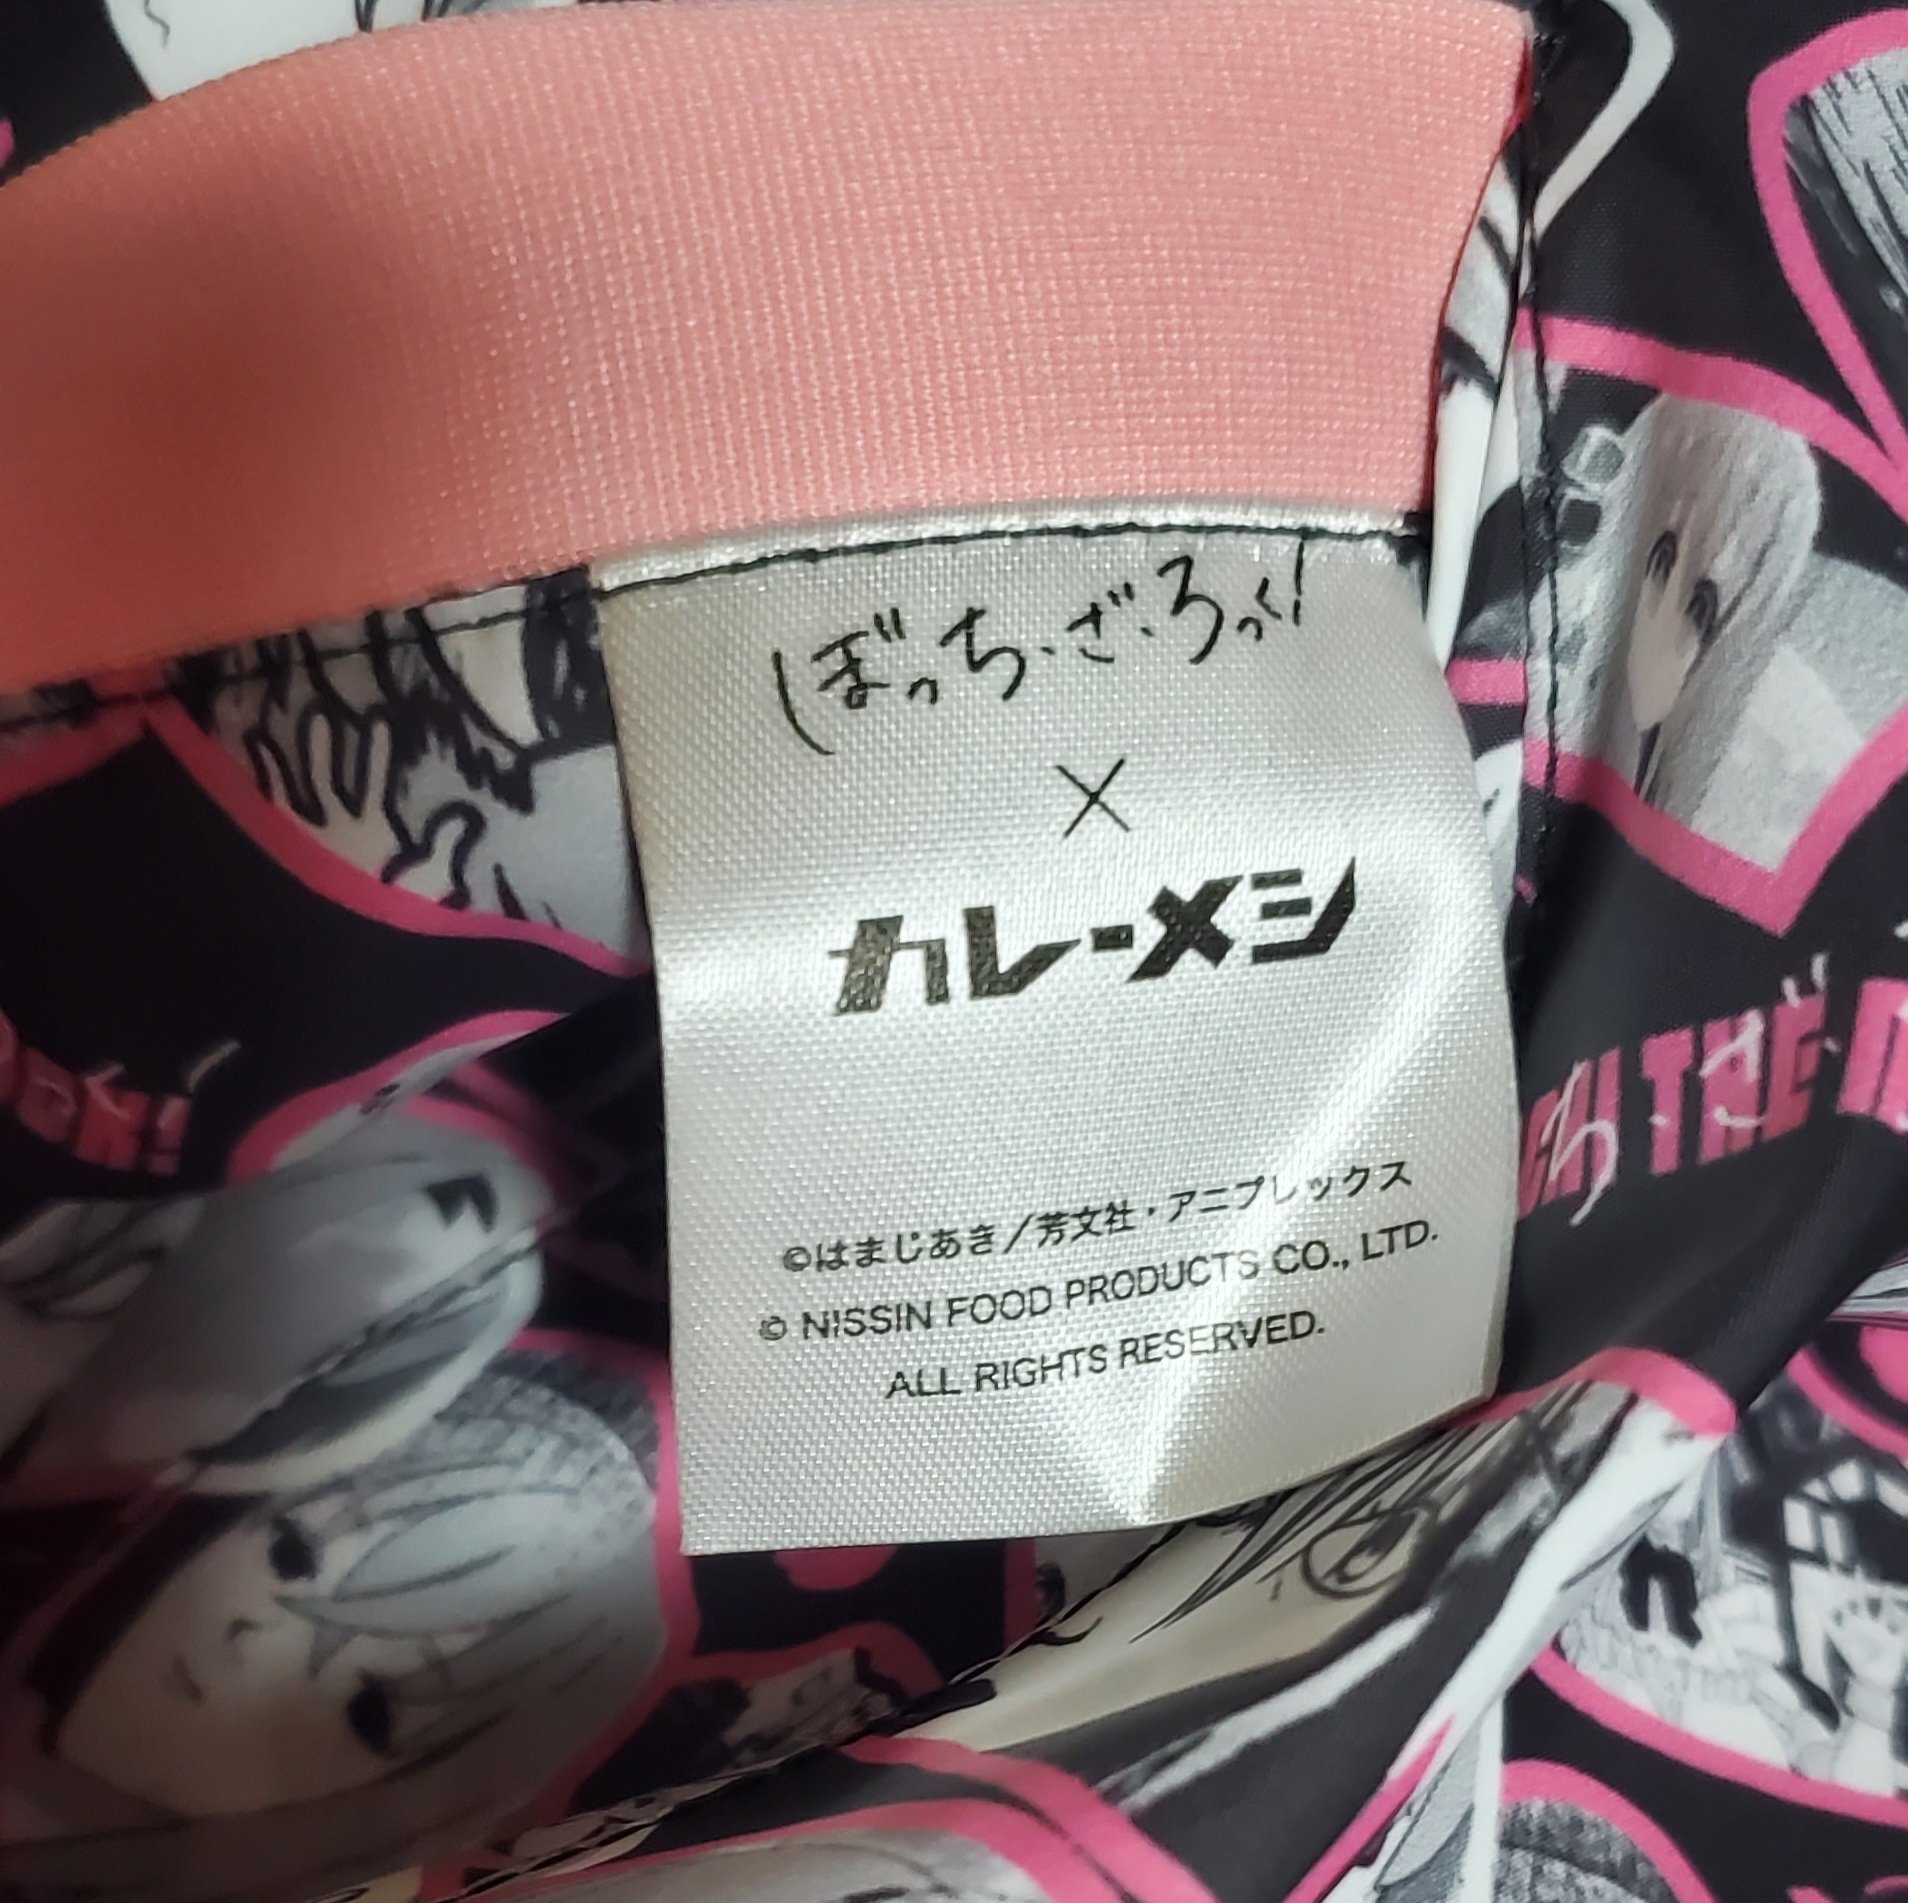 ぼっち・ざ・ろっく!
×
カレーメシ
©はまじあき/芳文社・アニプレックス
© NISSIN FOOD PRODUCTS CO., LTD.
ALL RIGHTS RESERVED.
THE